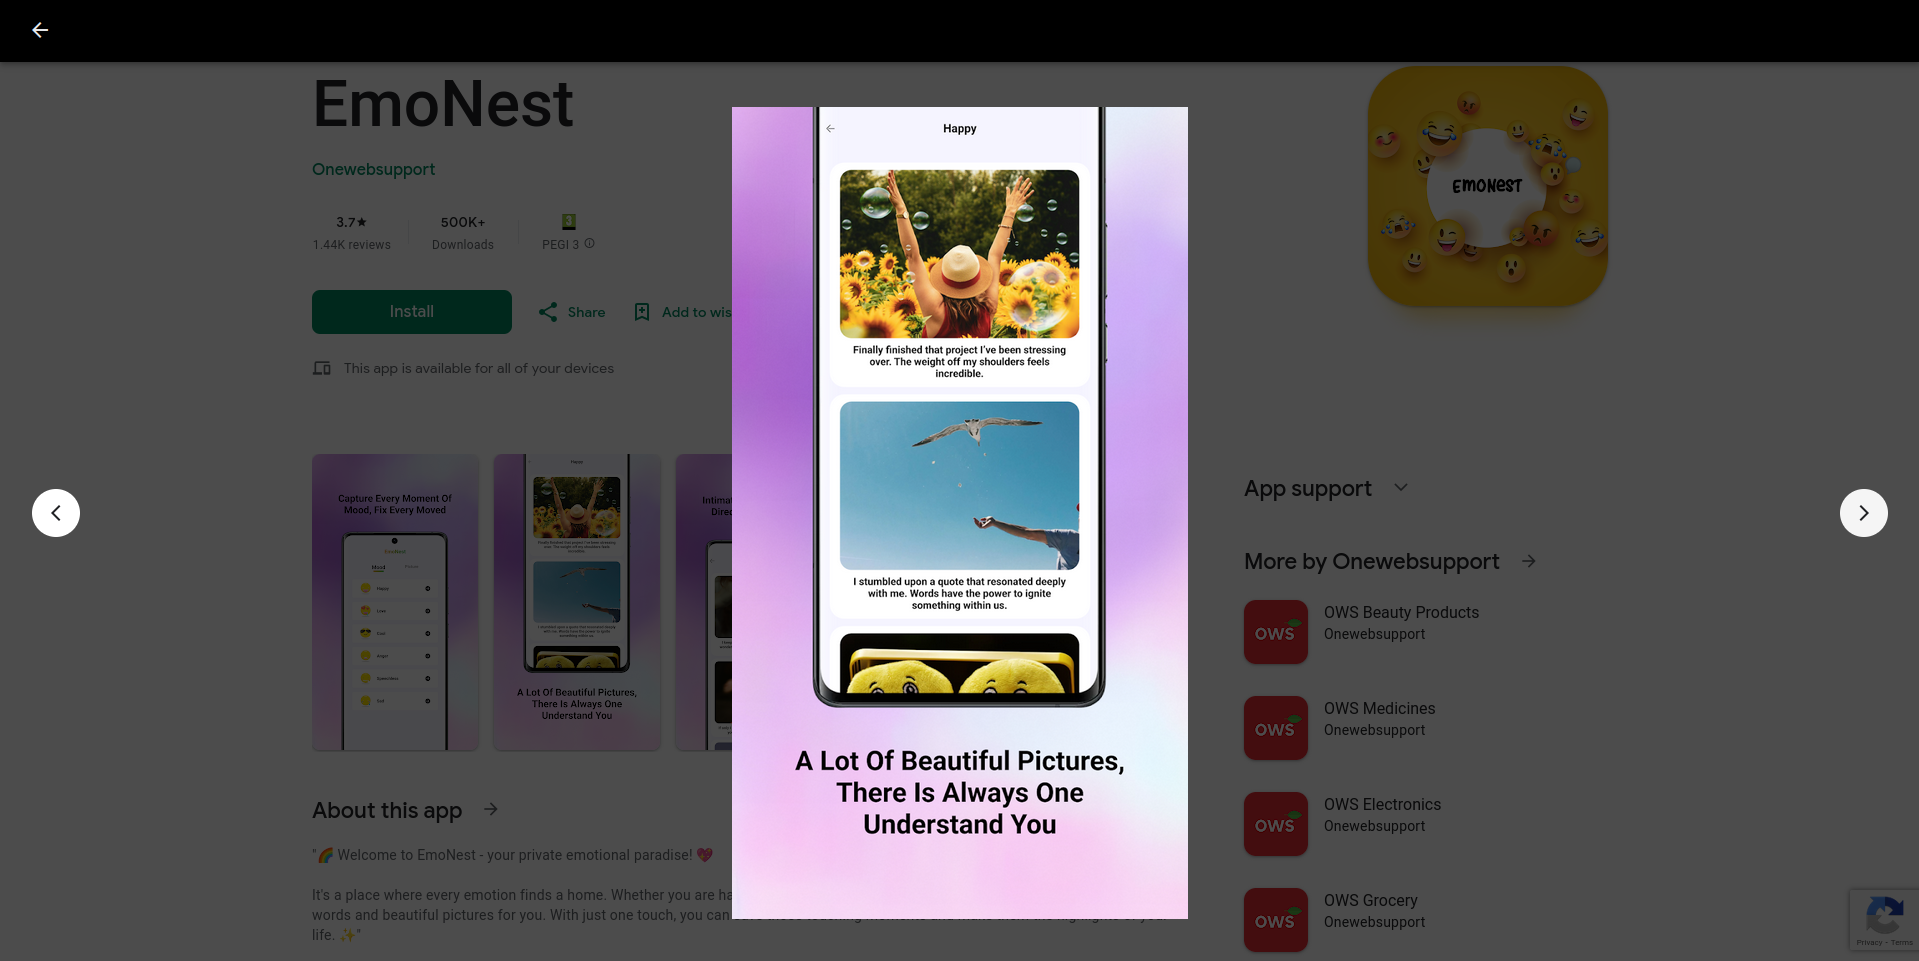 EmoNest
Onewebsupport
3.7★
1.44K reviews
500K+
Downloads
3
PEGI 3
Install
Share
Add to wis
This app is available for all of your devices
EMONEST
Capture Every Moment Of
Mood, Fix Every Moved
Mood
Happy
A Lot Of Beautiful Pictures,
There Is Always One
Understand You
Happy
Finally finished that project I've been stressing
over. The weight off my shoulders feels
incredible.
I stumbled upon a quote that resonated deeply
with me. Words have the power to ignite
something within us.
A Lot Of Beautiful Pictures,
There Is Always One
Understand You
About this app
"🌈 Welcome to EmoNest - your private emotional paradise! 💖
It's a place where every emotion finds a home. Whether you are ha
words and beautiful pictures for you. With just one touch, you can
life. ✨"
App support
More by Onewebsupport
OWS
OWS Beauty Products
Onewebsupport
OWS
OWS Medicines
Onewebsupport
OWS
OWS Electronics
Onewebsupport
OWS
OWS Grocery
Onewebsupport
Privacy - Terms